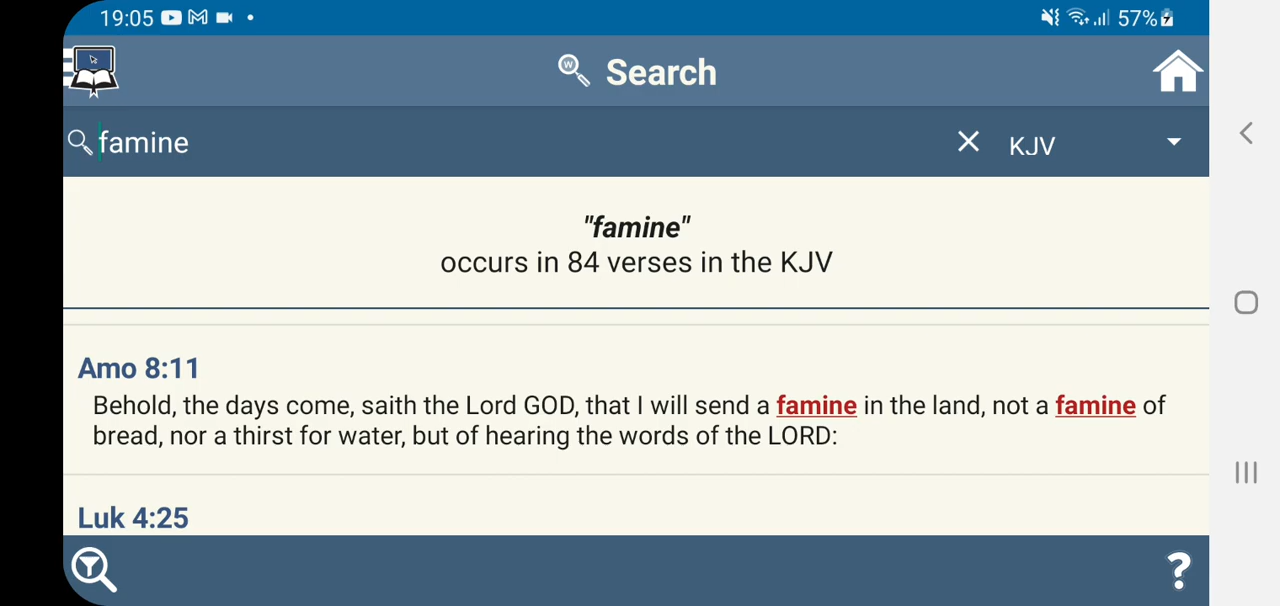 19:05
57%
W
Search
famine
KJV
"famine"
occurs in 84 verses in the KJV
Amo 8:11
Behold, the days come, saith the Lord GOD, that I will send a famine in the land, not a famine of
bread, nor a thirst for water, but of hearing the words of the LORD:
Luk 4:25
?